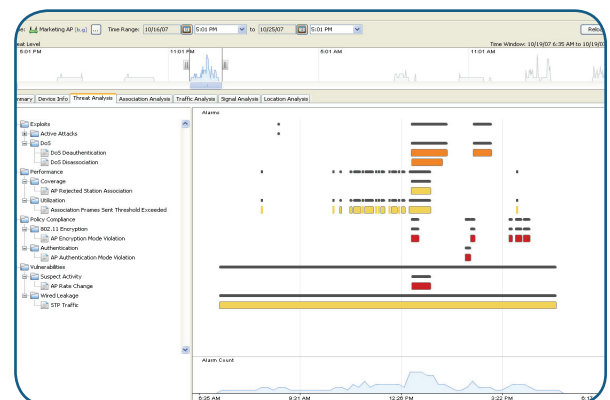 Marketing AP [b,g] ... Time Range: 10/16/07 5:01 PM to 10/25/07 5:01 PM
Time Window: 10/19/07 6:35 AM to 10/19/07
6:01 PM 11:01 PM 6:01 AM 11:01 AM
Device Info Threat Analysis Association Analysis Traffic Analysis Signal Analysis Location Analysis
Alarms
Exploits
Active Attacks
DoS
DoS Deauthentication
DoS Disassociation
Performance
Coverage
AP Rejected Station Association
Utilization
Association Frames Sent Threshold Exceeded
Policy Compliance
802.11 Encryption
AP Encryption Mode Violation
Authentication
AP Authentication Mode Violation
Vulnerabilities
Suspect Activity
AP Rate Change
Wired Leakage
STP Traffic
Alarm Count
6:35 AM 9:31 AM 12:26 PM 3:22 PM